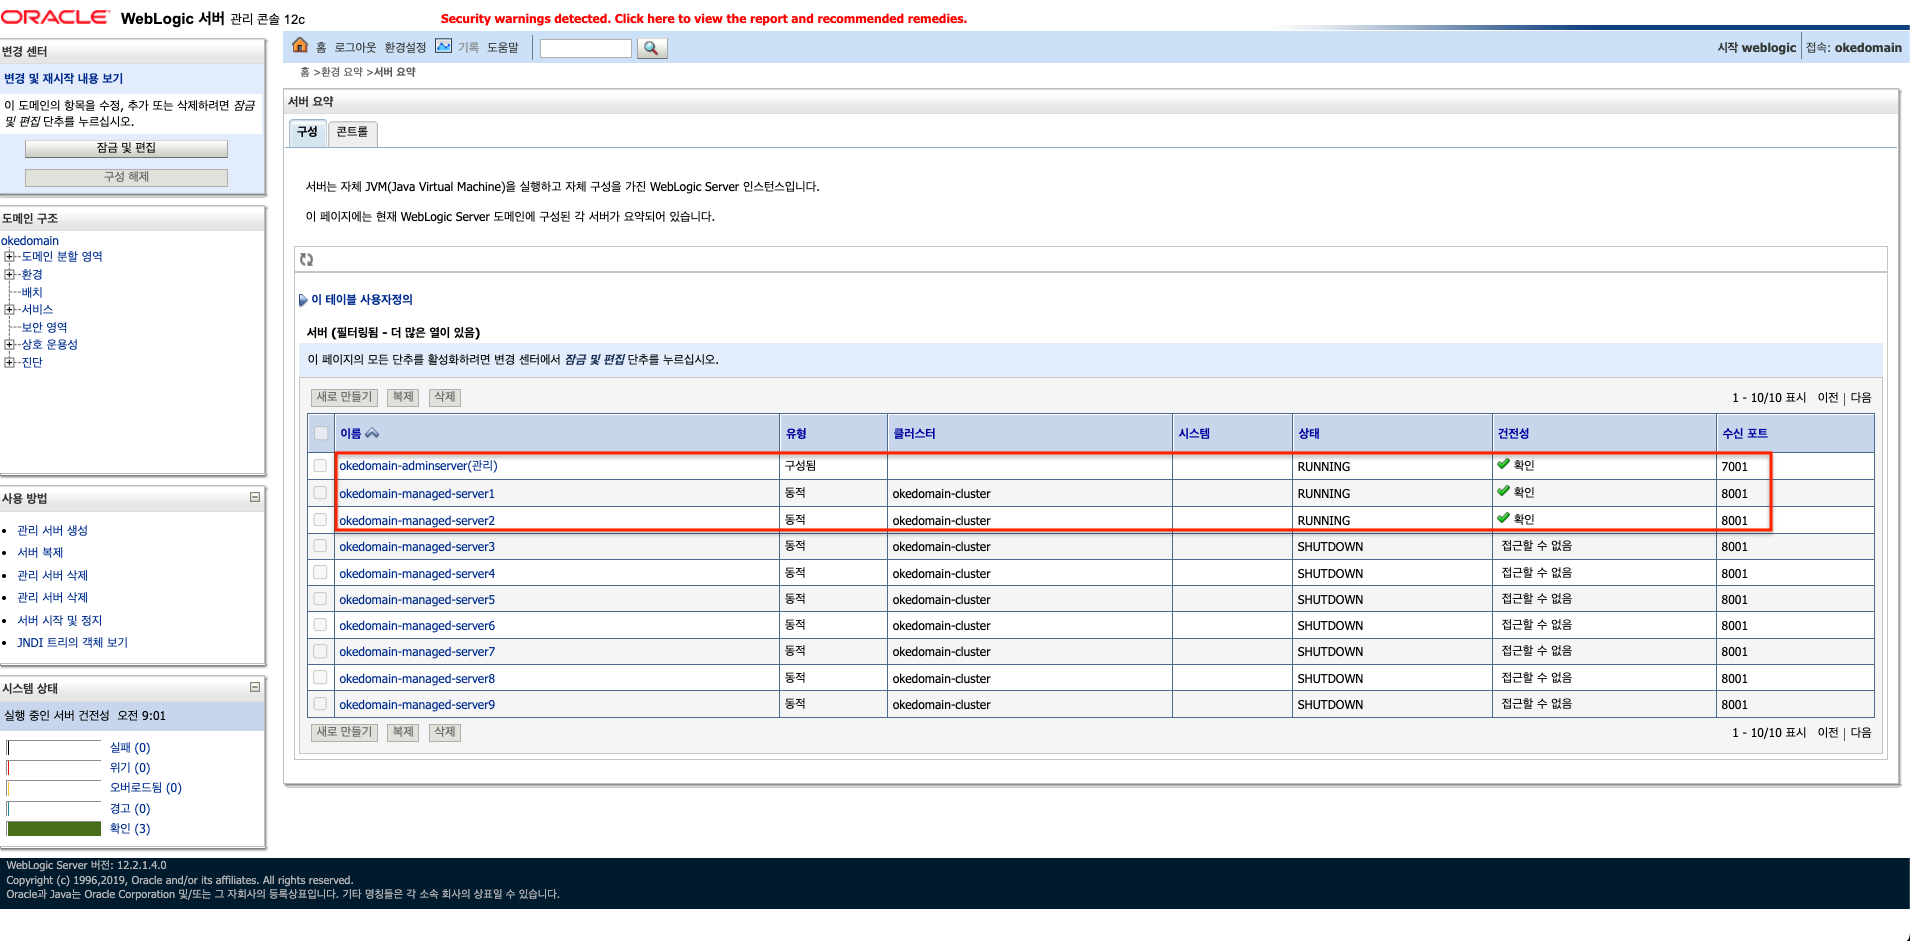 ORACLE WebLogic 서버 관리 콘솔 12c
Security warnings detected. Click here to view the report and recommended remedies.
변경 센터
변경 및 재시작 내용 보기
이 도메인의 항목을 수정, 추가 또는 삭제하려면 잠금
및 편집 단추를 누르십시오.
잠금 및 편집
구성 해제
도메인 구조
okedomain
도메인 분할 영역
환경
배치
서비스
보안 영역
상호 운용성
진단
사용 방법
관리 서버 생성
서버 복제
관리 서버 삭제
관리 서버 삭제
서버 시작 및 정지
JNDI 트리의 객체 보기
시스템 상태
실행 중인 서버 건전성 오전 9:01
실패 (0)
위기 (0)
오버로드됨 (0)
경고 (0)
확인 (3)
홈 로그아웃 환경설정 기록 도움말
시작 weblogic 접속: okedomain
홈 >환경 요약 >서버 요약
서버 요약
구성 콘트롤
서버는 자체 JVM(Java Virtual Machine)을 실행하고 자체 구성을 가진 WebLogic Server 인스턴스입니다.
이 페이지에는 현재 WebLogic Server 도메인에 구성된 각 서버가 요약되어 있습니다.
이 테이블 사용자정의
서버 (필터링됨 - 더 많은 열이 있음)
이 페이지의 모든 단추를 활성화하려면 변경 센터에서 잠금 및 편집 단추를 누르십시오.
새로 만들기 복제 삭제 1 - 10/10 표시 이전 | 다음
이름 유형 클러스터 시스템 상태 건전성 수신 포트
okedomain-adminserver(관리) 구성됨 RUNNING 확인 7001
okedomain-managed-server1 동적 okedomain-cluster RUNNING 확인 8001
okedomain-managed-server2 동적 okedomain-cluster RUNNING 확인 8001
okedomain-managed-server3 동적 okedomain-cluster SHUTDOWN 접근할 수 없음 8001
okedomain-managed-server4 동적 okedomain-cluster SHUTDOWN 접근할 수 없음 8001
okedomain-managed-server5 동적 okedomain-cluster SHUTDOWN 접근할 수 없음 8001
okedomain-managed-server6 동적 okedomain-cluster SHUTDOWN 접근할 수 없음 8001
okedomain-managed-server7 동적 okedomain-cluster SHUTDOWN 접근할 수 없음 8001
okedomain-managed-server8 동적 okedomain-cluster SHUTDOWN 접근할 수 없음 8001
okedomain-managed-server9 동적 okedomain-cluster SHUTDOWN 접근할 수 없음 8001
새로 만들기 복제 삭제 1 - 10/10 표시 이전 | 다음
WebLogic Server 버전: 12.2.1.4.0
Copyright (c) 1996,2019, Oracle and/or its affiliates. All rights reserved.
Oracle과 Java는 Oracle Corporation 및/또는 그 자회사의 등록상표입니다. 기타 명칭들은 각 소속 회사의 상표일 수 있습니다.